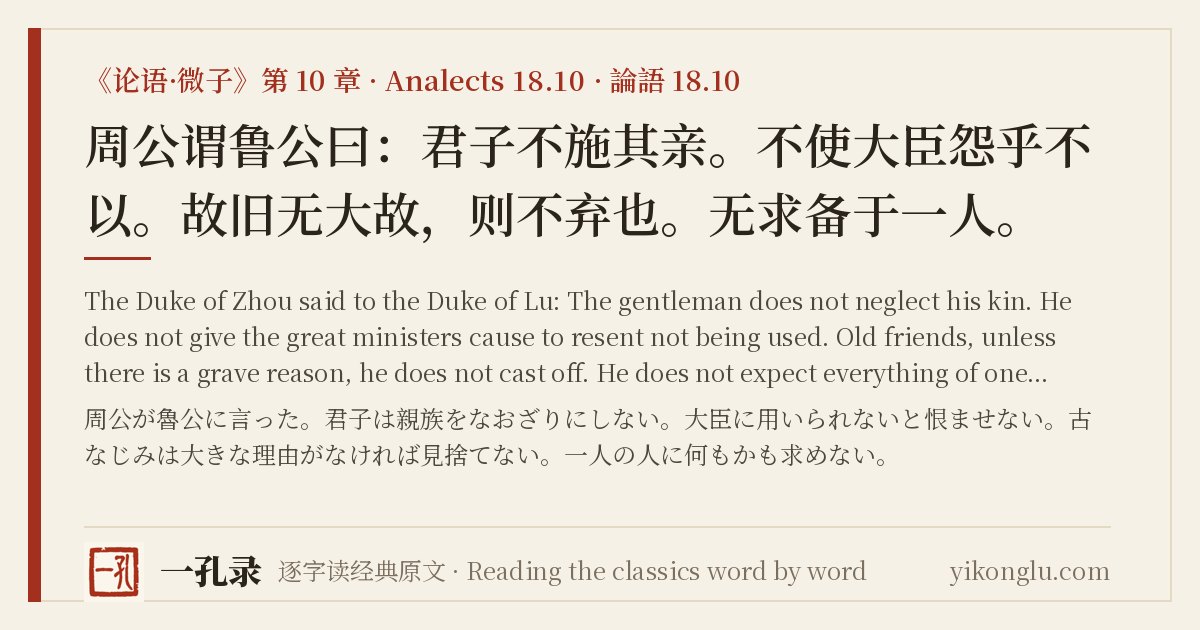 《论语·微子》第 10 章 · Analects 18.10 · 論語 18.10
周公谓鲁公曰：君子不施其亲。不使大臣怨乎不
以。故旧无大故，则不弃也。无求备于一人。
The Duke of Zhou said to the Duke of Lu: The gentleman does not neglect his kin. He
does not give the great ministers cause to resent not being used. Old friends, unless
there is a grave reason, he does not cast off. He does not expect everything of one…
周公が魯公に言った。君子は親族をなおざりにしない。大臣に用いられないと恨ませない。古
なじみは大きな理由がなければ見捨てない。一人の人に何もかも求めない。
一孔 一孔录 逐字读经典原文 · Reading the classics word by word yikonglu.com